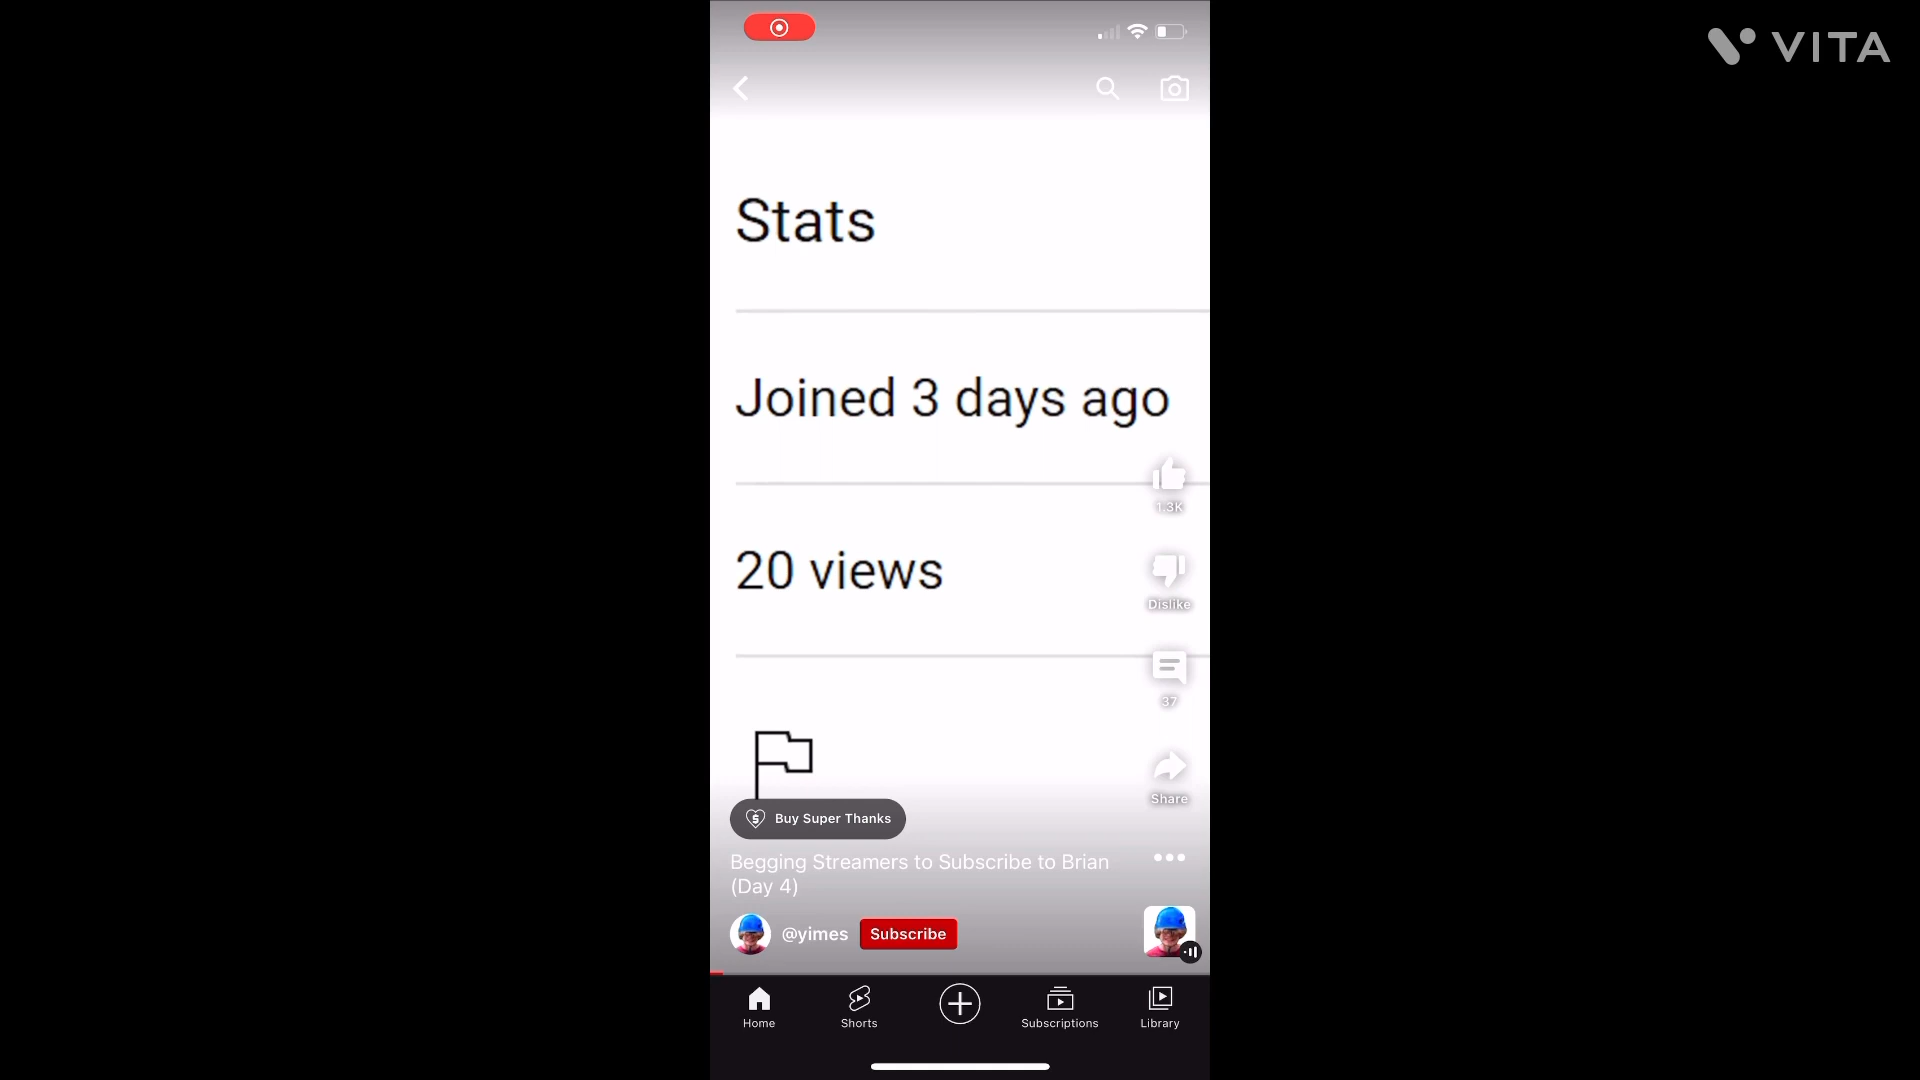 VITA
Stats
Joined 3 days ago
1.3K
20 views
Dislike
37
Share
Buy Super Thanks
Begging Streamers to Subscribe to Brian
(Day 4)
@yimes Subscribe
Home Shorts Subscriptions Library